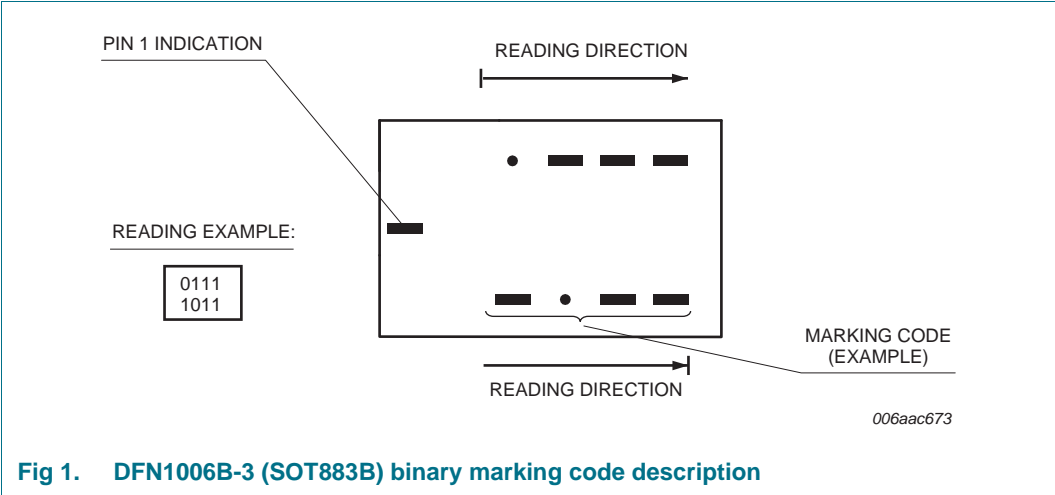 PIN 1 INDICATION
READING DIRECTION
READING EXAMPLE:
0111
1011
MARKING CODE
(EXAMPLE)
READING DIRECTION
006aac673
Fig 1. DFN1006B-3 (SOT883B) binary marking code description